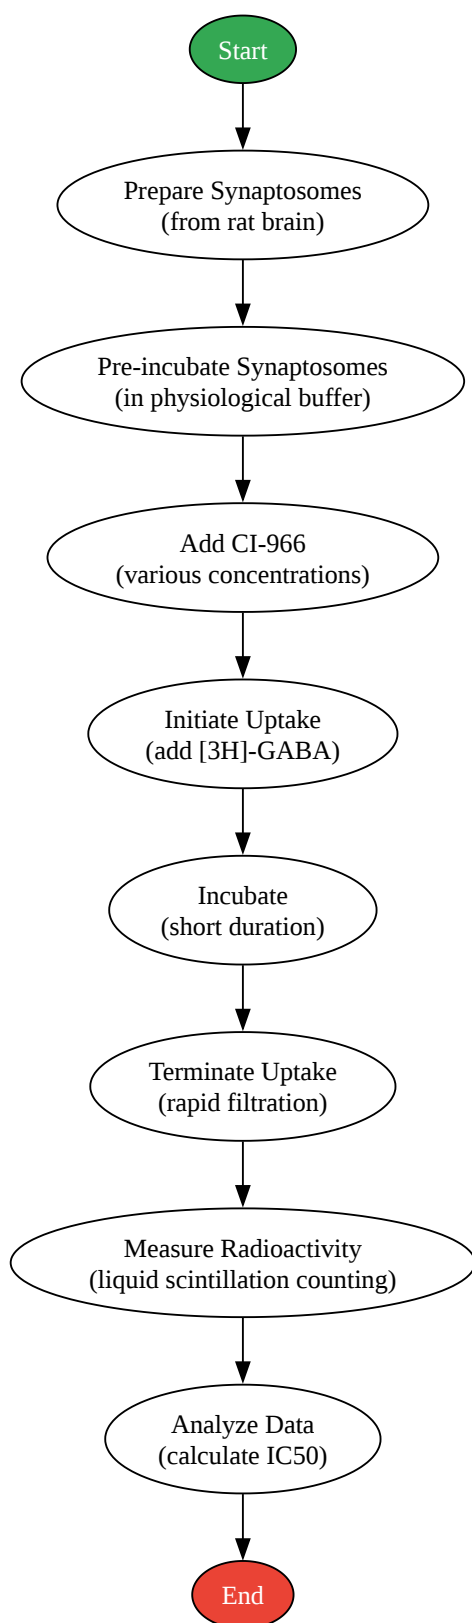 Start
Prepare Synaptosomes
(from rat brain)
Pre-incubate Synaptosomes
(in physiological buffer)
Add CI-966
(various concentrations)
Initiate Uptake
(add [3H]-GABA)
Incubate
(short duration)
Terminate Uptake
(rapid filtration)
Measure Radioactivity
(liquid scintillation counting)
Analyze Data
(calculate IC50)
End